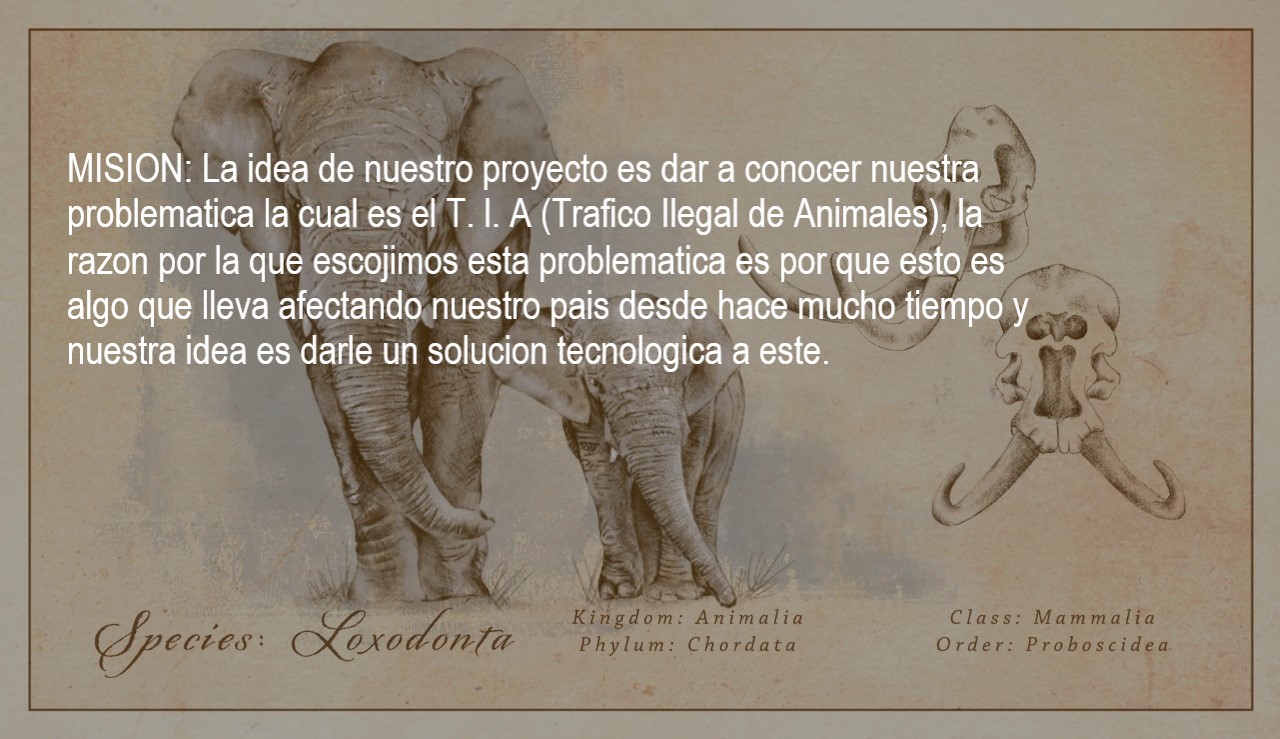 MISION: La idea de nuestro proyecto es dar a conocer nuestra
problematica la cual es el T. I. A (Trafico Ilegal de Animales), la
razon por la que escojimos esta problematica es por que esto es
algo que lleva afectando nuestro pais desde hace mucho tiempo y
nuestra idea es darle un solucion tecnologica a este.
Species: Loxodonta
Kingdom: Animalia
Phylum: Chordata
Class: Mammalia
Order: Proboscidea